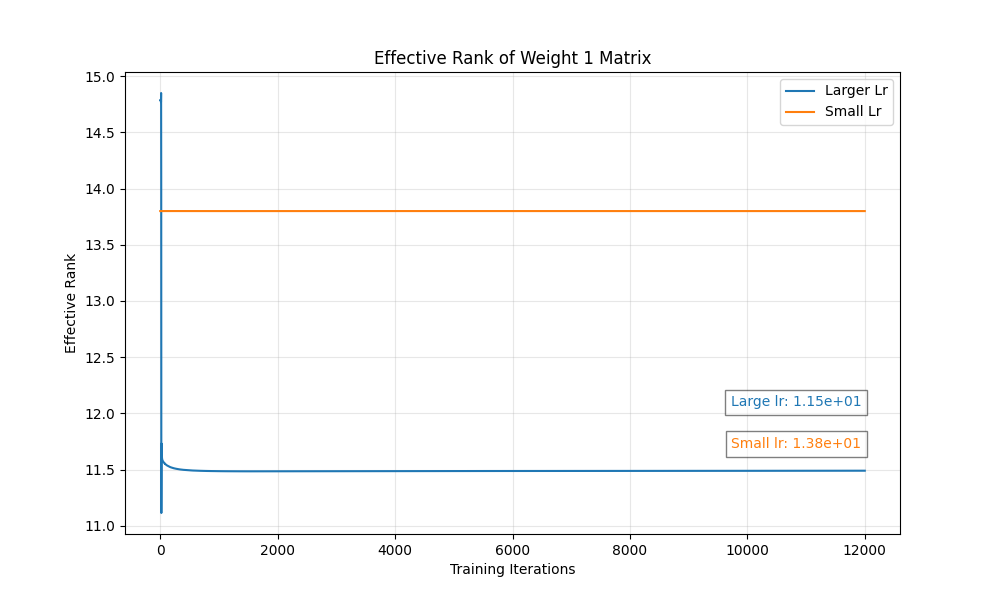 Effective Rank of Weight 1 Matrix
Larger Lr
Small Lr
Effective Rank
15.0
14.5
14.0
13.5
13.0
12.5
12.0
11.5
11.0
Large lr: 1.15e+01
Small lr: 1.38e+01
0
2000
4000
6000
8000
10000
12000
Training Iterations